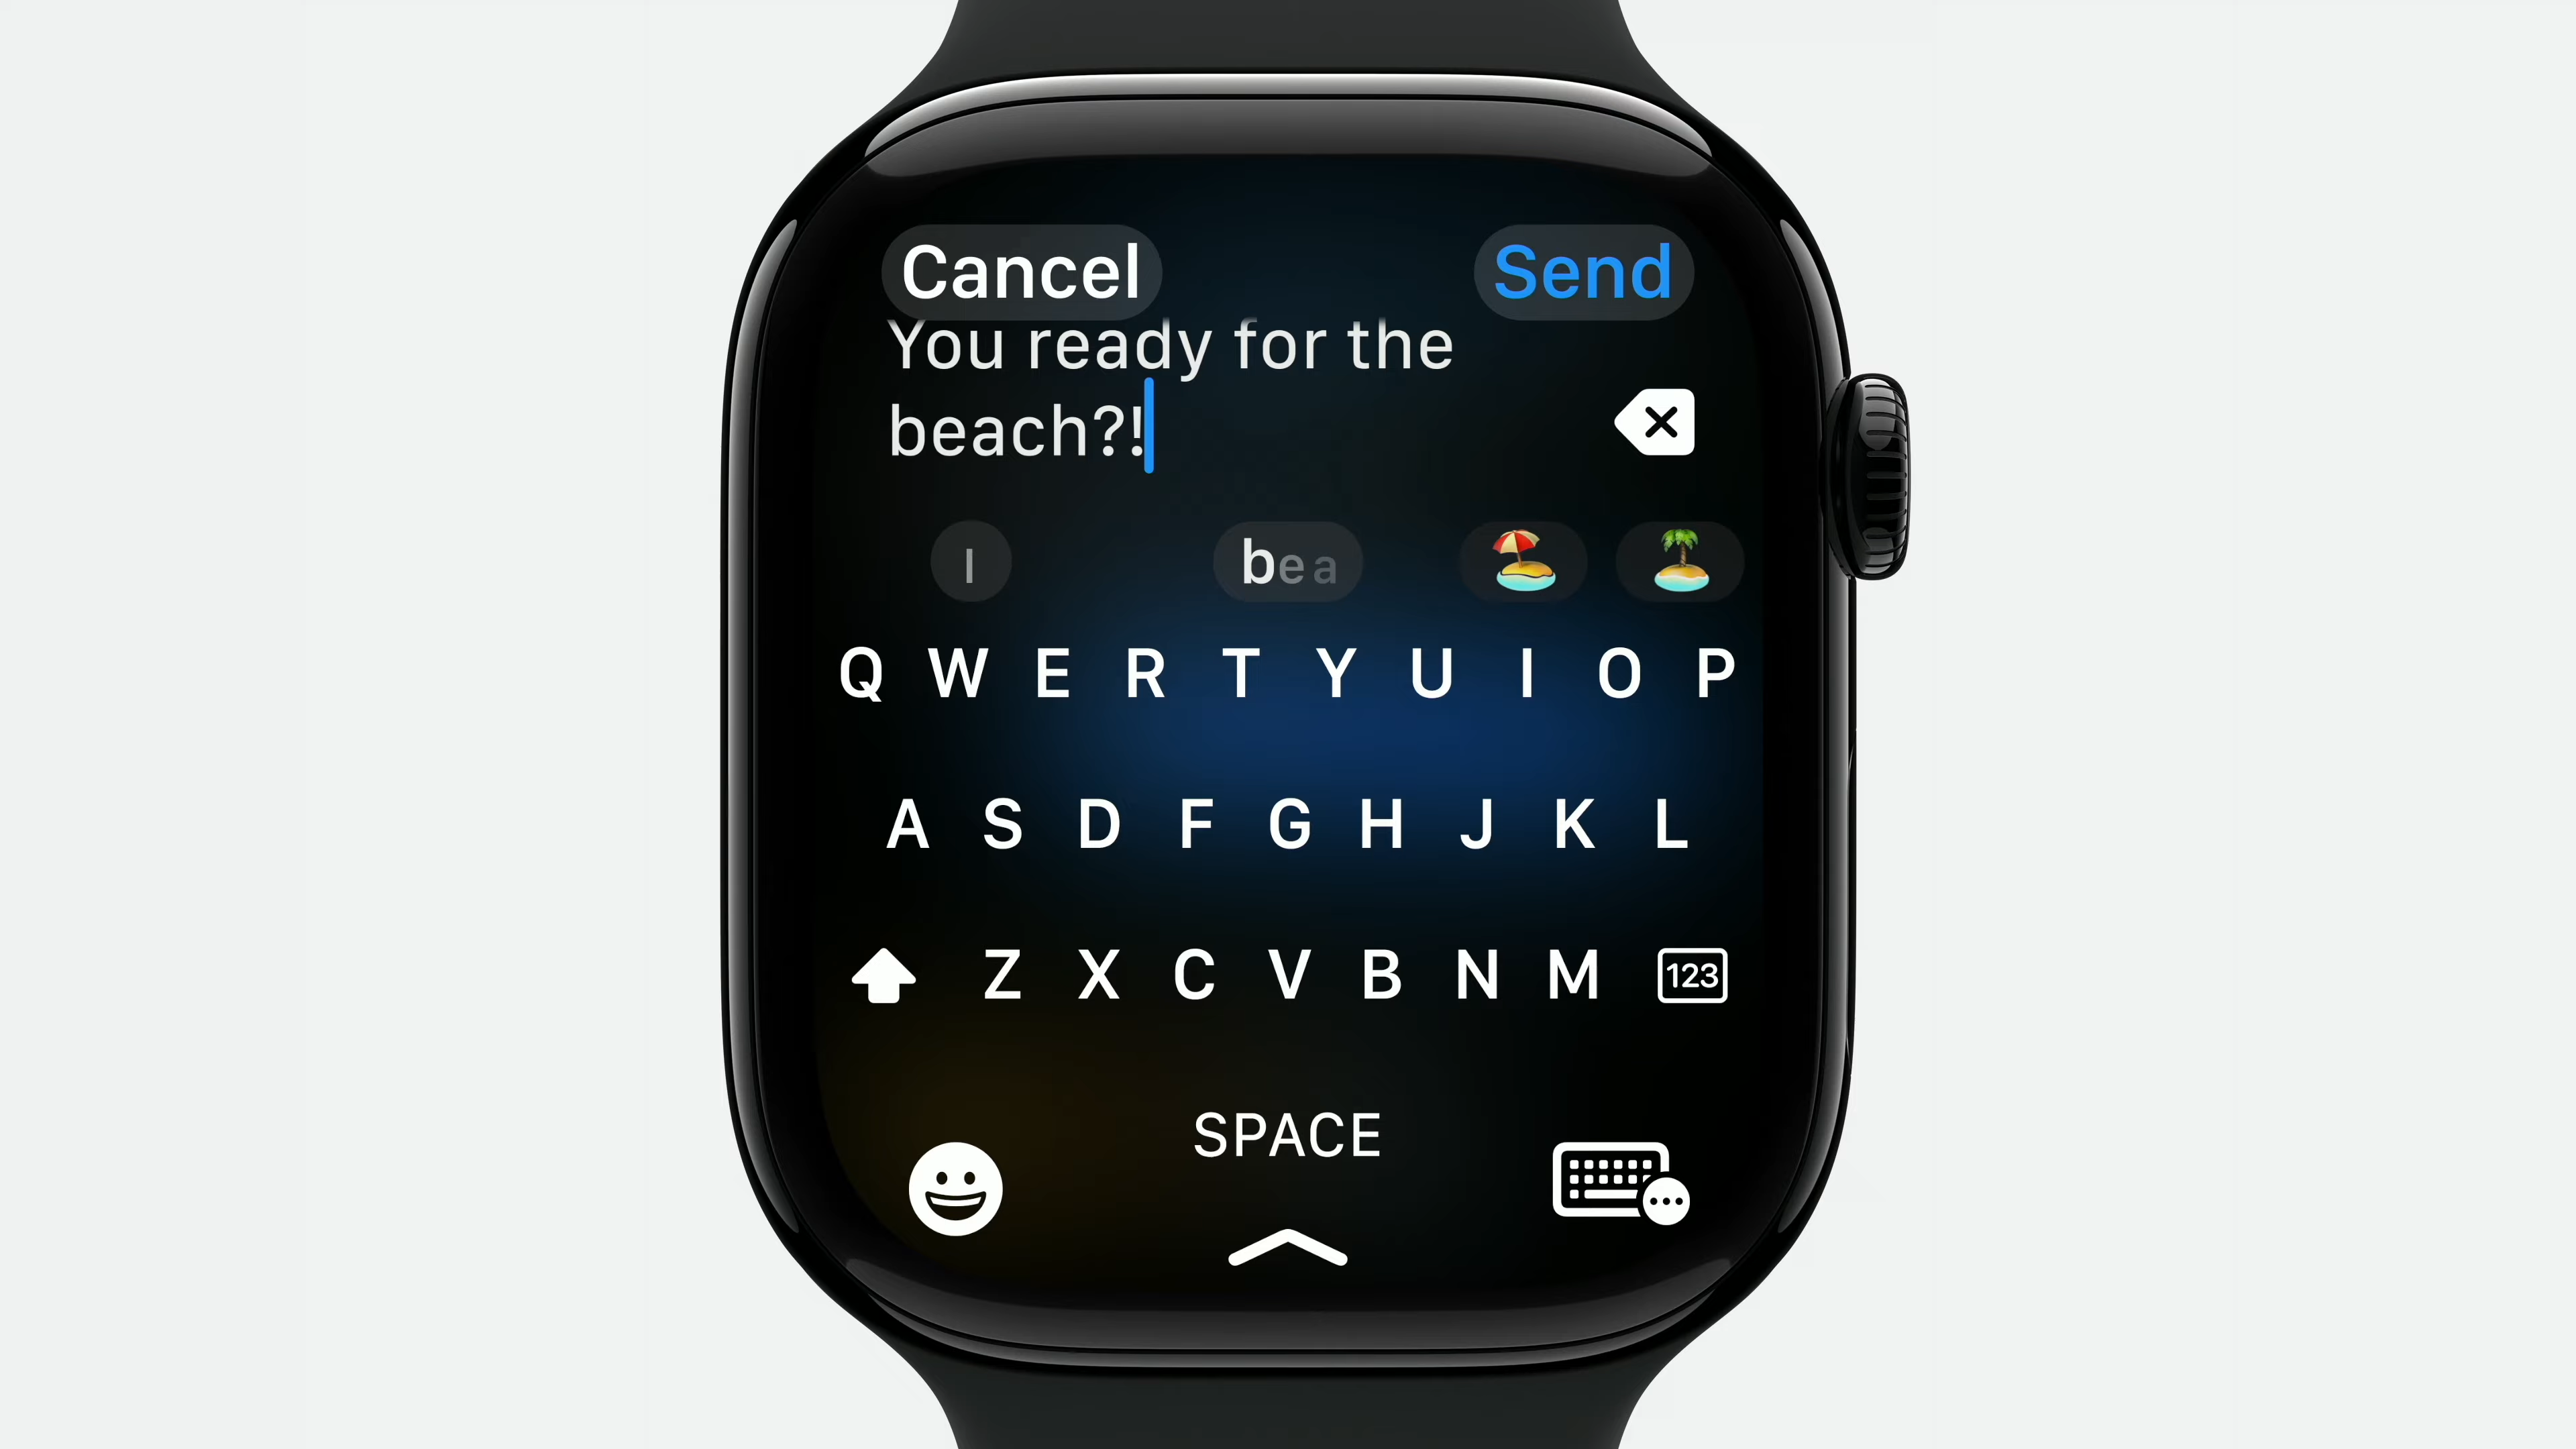 Cancel Send
You ready for the
beach?!
I bea 🏖️ 🏝️
Q W E R T Y U I O P
A S D F G H J K L
Z X C V B N M 123
SPACE